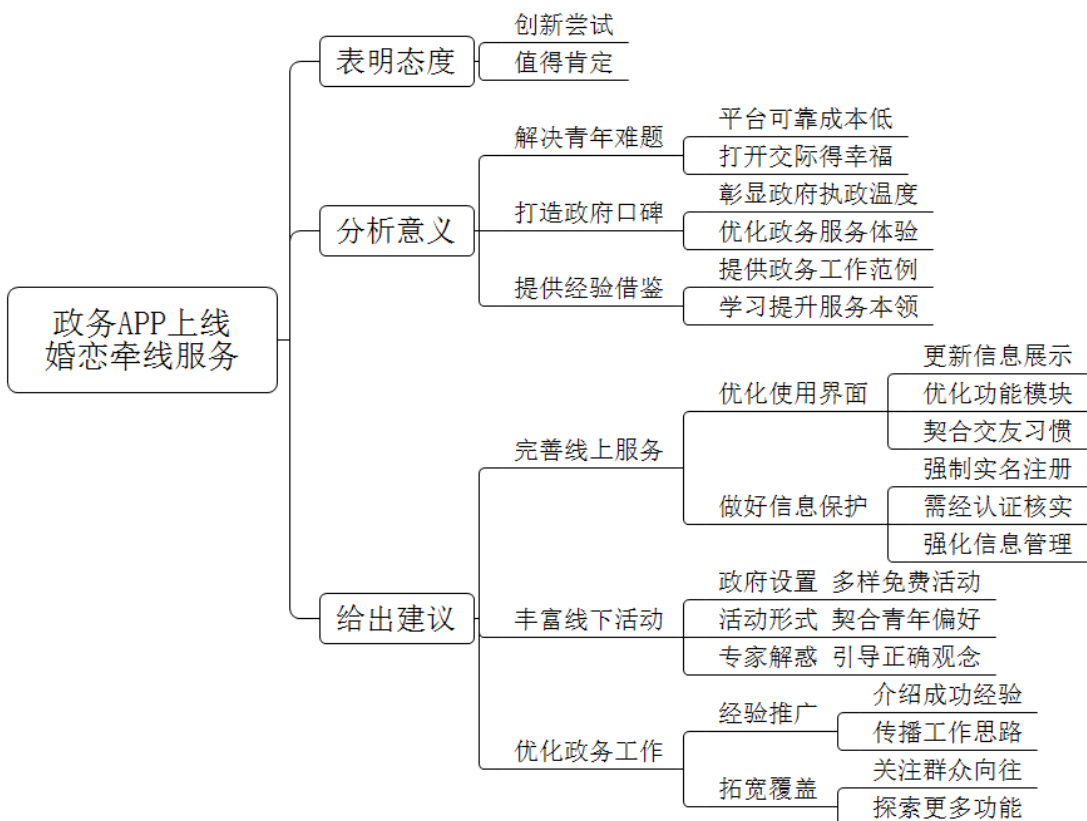 政务APP上线
婚恋牵线服务
表明态度
创新尝试
值得肯定
分析意义
解决青年难题
平台可靠成本低
打开交际得幸福
打造政府口碑
彰显政府执政温度
优化政务服务体验
提供经验借鉴
提供政务工作范例
学习提升服务本领
给出建议
完善线上服务
优化使用界面
更新信息展示
优化功能模块
契合交友习惯
做好信息保护
强制实名注册
需经认证核实
强化信息管理
丰富线下活动
政府设置 多样免费活动
活动形式 契合青年偏好
专家解惑 引导正确观念
优化政务工作
经验推广
介绍成功经验
传播工作思路
拓宽覆盖
关注群众向往
探索更多功能